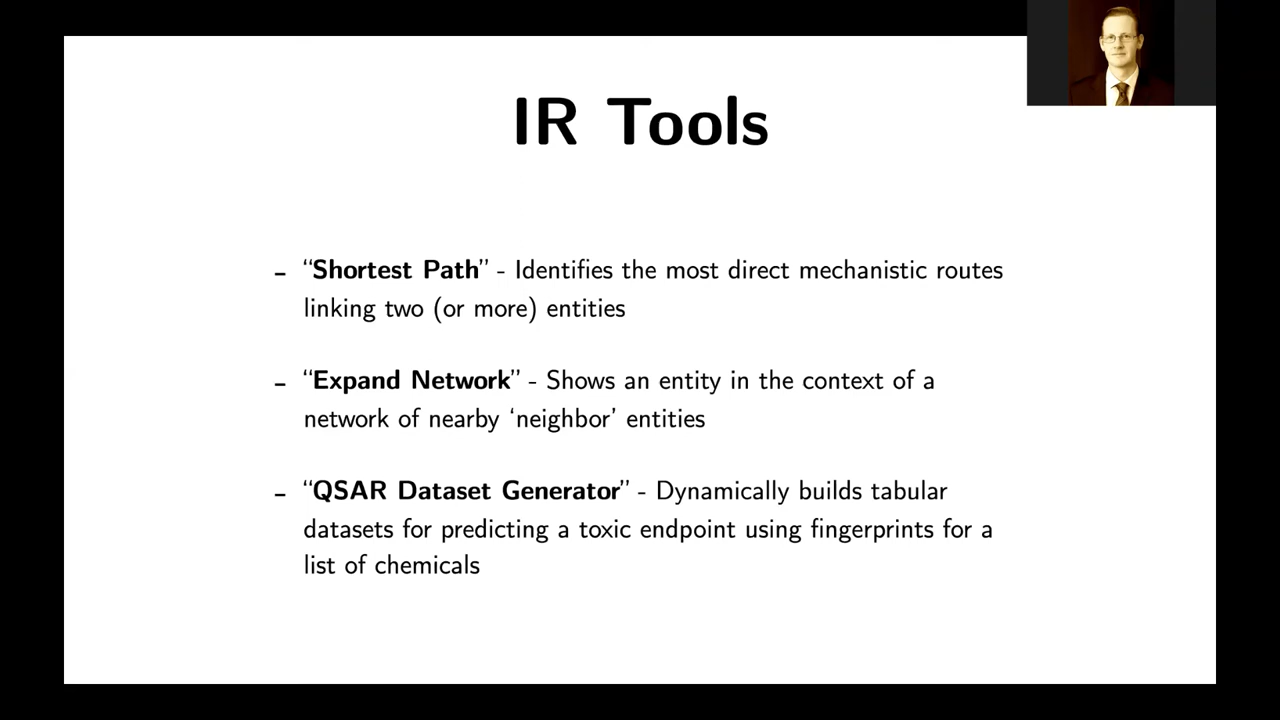 IR Tools
- “Shortest Path” - Identifies the most direct mechanistic routes
linking two (or more) entities
- “Expand Network” - Shows an entity in the context of a
network of nearby ‘neighbor’ entities
- “QSAR Dataset Generator” - Dynamically builds tabular
datasets for predicting a toxic endpoint using fingerprints for a
list of chemicals